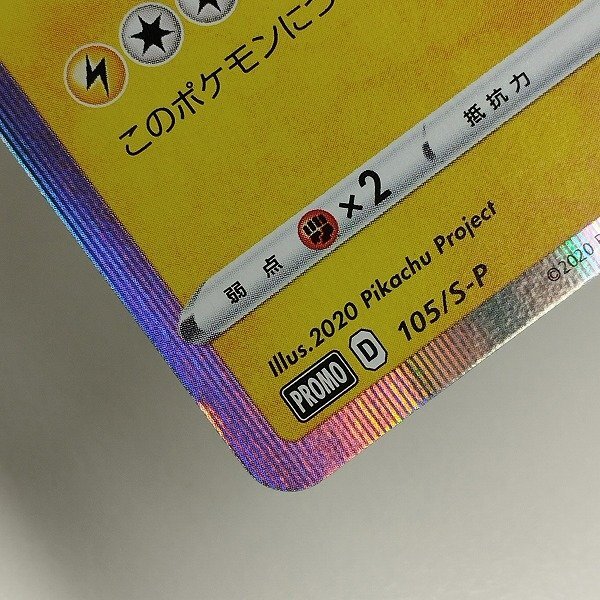 このポケモンにつ
弱点 ×2 抵抗力
Illus.2020 Pikachu Project
PROMO D 105/S-P
©2020